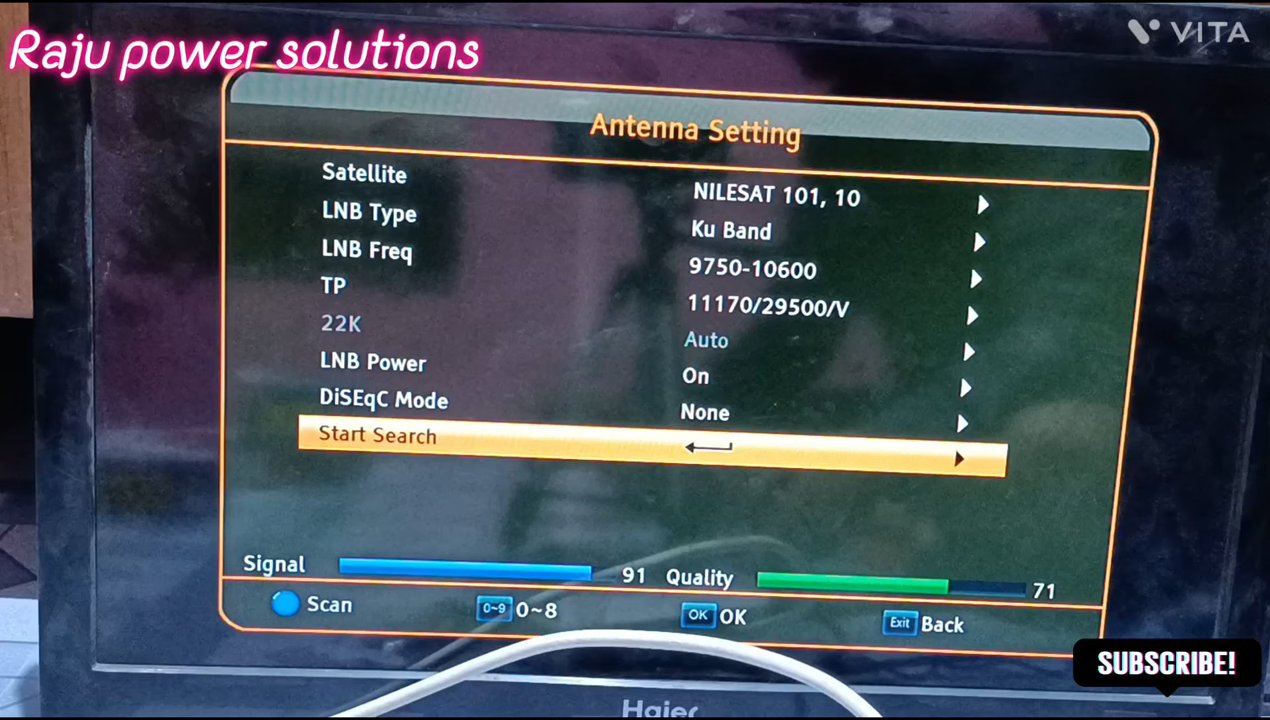 Raju power solutions
VITA
Antenna Setting
Satellite NILESAT 101, 10
LNB Type Ku Band
LNB Freq 9750-10600
TP 11170/29500/V
22K Auto
LNB Power On
DiSEqC Mode None
Start Search
Signal 91 Quality 71
Scan 0~9 0~8 OK OK Exit Back
SUBSCRIBE!
Haier